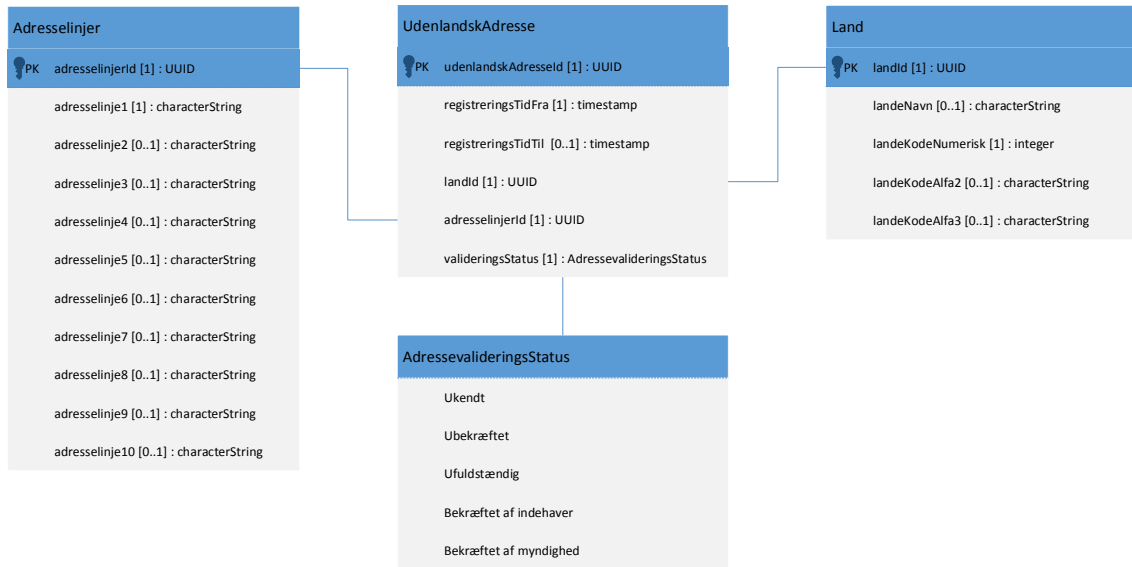 Adresselinjer
PK adresselinjerId [1] : UUID
adresselinje1 [1] : characterString
adresselinje2 [0..1] : characterString
adresselinje3 [0..1] : characterString
adresselinje4 [0..1] : characterString
adresselinje5 [0..1] : characterString
adresselinje6 [0..1] : characterString
adresselinje7 [0..1] : characterString
adresselinje8 [0..1] : characterString
adresselinje9 [0..1] : characterString
adresselinje10 [0..1] : characterString
UdenlandskAdresse
PK udenlandskAdresseId [1] : UUID
registreringsTidFra [1] : timestamp
registreringsTidTil [0..1] : timestamp
landId [1] : UUID
adresselinjerId [1] : UUID
valideringsStatus [1] : AdressevalideringsStatus
Land
PK landId [1] : UUID
landeNavn [0..1] : characterString
landeKodeNumerisk [1] : integer
landeKodeAlfa2 [0..1] : characterString
landeKodeAlfa3 [0..1] : characterString
AdressevalideringsStatus
Ukendt
Ubekræftet
Ufuldstændig
Bekræftet af indehaver
Bekræftet af myndighed